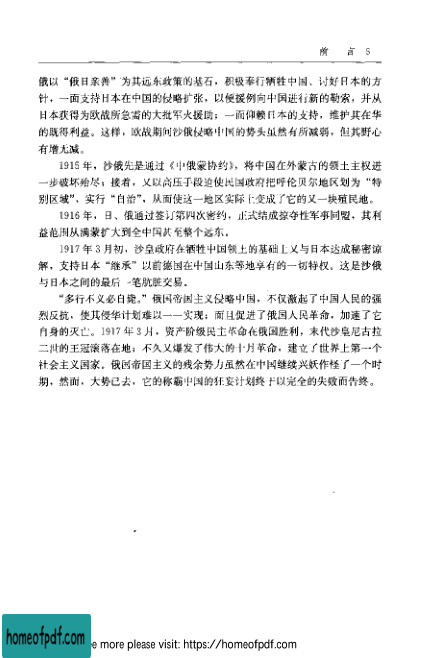 前言 5
俄以“俄日亲善”为其远东政策的基石，积极奉行牺牲中国、讨好日本的方
针，一面支持日本在中国的侵略扩张，以便援例向中国进行新的勒索，并从
日本获得为欧战所急需的大批军火援助；一面仰赖日本的支持，维护其在华
的既得利益。这样，欧战期间沙俄侵略中国的势头虽然有所减弱，但其野心
有增无减。
1915 年，沙俄先是通过《中俄蒙协约》，将中国在外蒙古的领土主权进
一步破坏殆尽；接着，又以高压手段迫使民国政府把呼伦贝尔地区划为“特
别区域”，实行“自治”，从而使这一地区实际上变成了它的又一块殖民地。
1916 年，日、俄通过签订第四次密约，正式结成掠夺性军事同盟，其利
益范围从满蒙扩大到全中国甚至整个远东。
1917 年 3 月初，沙皇政府在牺牲中国领土的基础上又与日本达成秘密谅
解，支持日本“继承”以前德国在中国山东等地享有的一切特权。这是沙俄
与日本之间的最后一笔肮脏交易。
“多行不义必自毙。”俄国帝国主义侵略中国，不仅激起了中国人民的强
烈反抗，使其侵华计划难以一一实现；而且促进了俄国人民革命，加速了它
自身的灭亡。1917 年 3 月，资产阶级民主革命在俄国胜利，末代沙皇尼古拉
二世的王冠滚落在地；不久又爆发了伟大的十月革命，建立了世界上第一个
社会主义国家。俄国帝国主义的残余势力虽然在中国继续兴妖作怪了一个时
期，然而，大势已去，它的称霸中国的狂妄计划终于以完全的失败而告终。
homeofpdf.com
e more please visit: https://homeofpdf.com